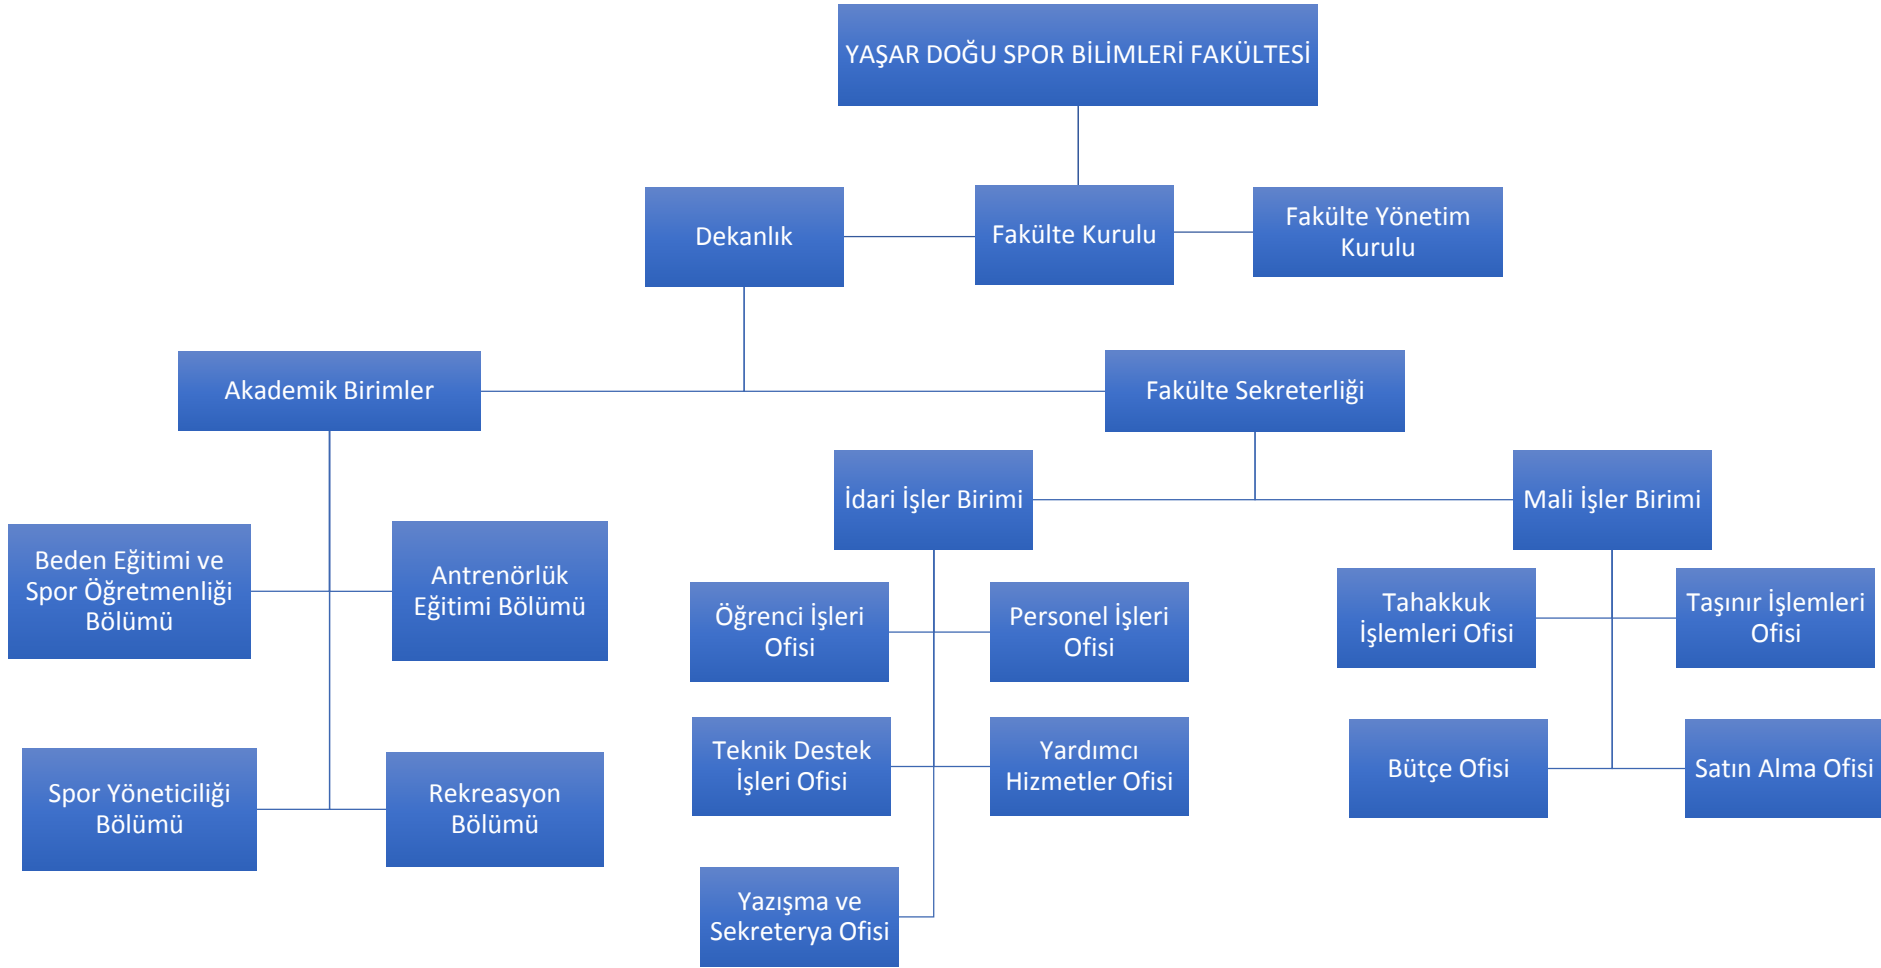 YAŞAR DOĞU SPOR BİLİMLERİ FAKÜLTESİ
Dekanlık
Fakülte Kurulu
Fakülte Yönetim
Kurulu
Akademik Birimler
Fakülte Sekreterliği
İdari İşler Birimi
Mali İşler Birimi
Beden Eğitimi ve
Spor Öğretmenliği
Bölümü
Antrenörlük
Eğitimi Bölümü
Öğrenci İşleri
Ofisi
Personel İşleri
Ofisi
Tahakkuk
İşlemleri Ofisi
Taşınır İşlemleri
Ofisi
Spor Yöneticiliği
Bölümü
Rekreasyon
Bölümü
Teknik Destek
İşleri Ofisi
Yardımcı
Hizmetler Ofisi
Bütçe Ofisi
Satın Alma Ofisi
Yazışma ve
Sekreterya Ofisi